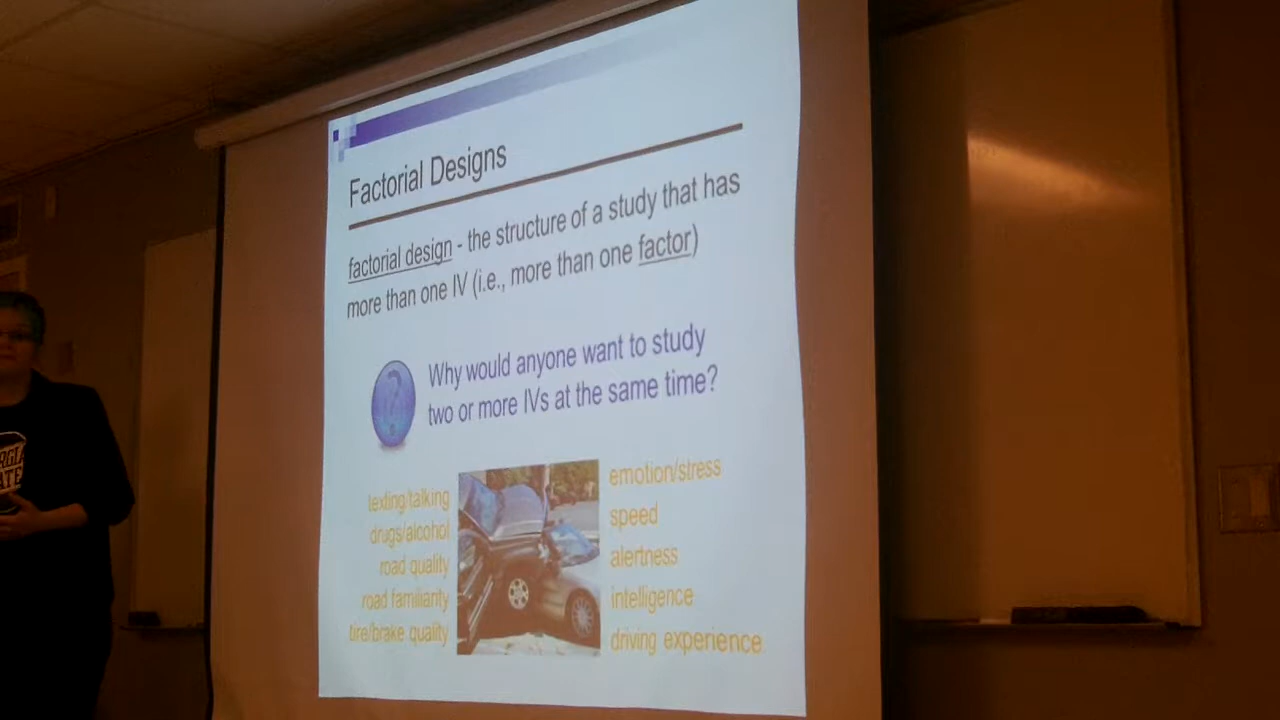 Factorial Designs
factorial design - the structure of a study that has
more than one IV (i.e., more than one factor)
?
Why would anyone want to study
two or more IVs at the same time?
texting/talking
drugs/alcohol
road quality
road familiarity
tire/brake quality
emotion/stress
speed
alertness
intelligence
driving experience